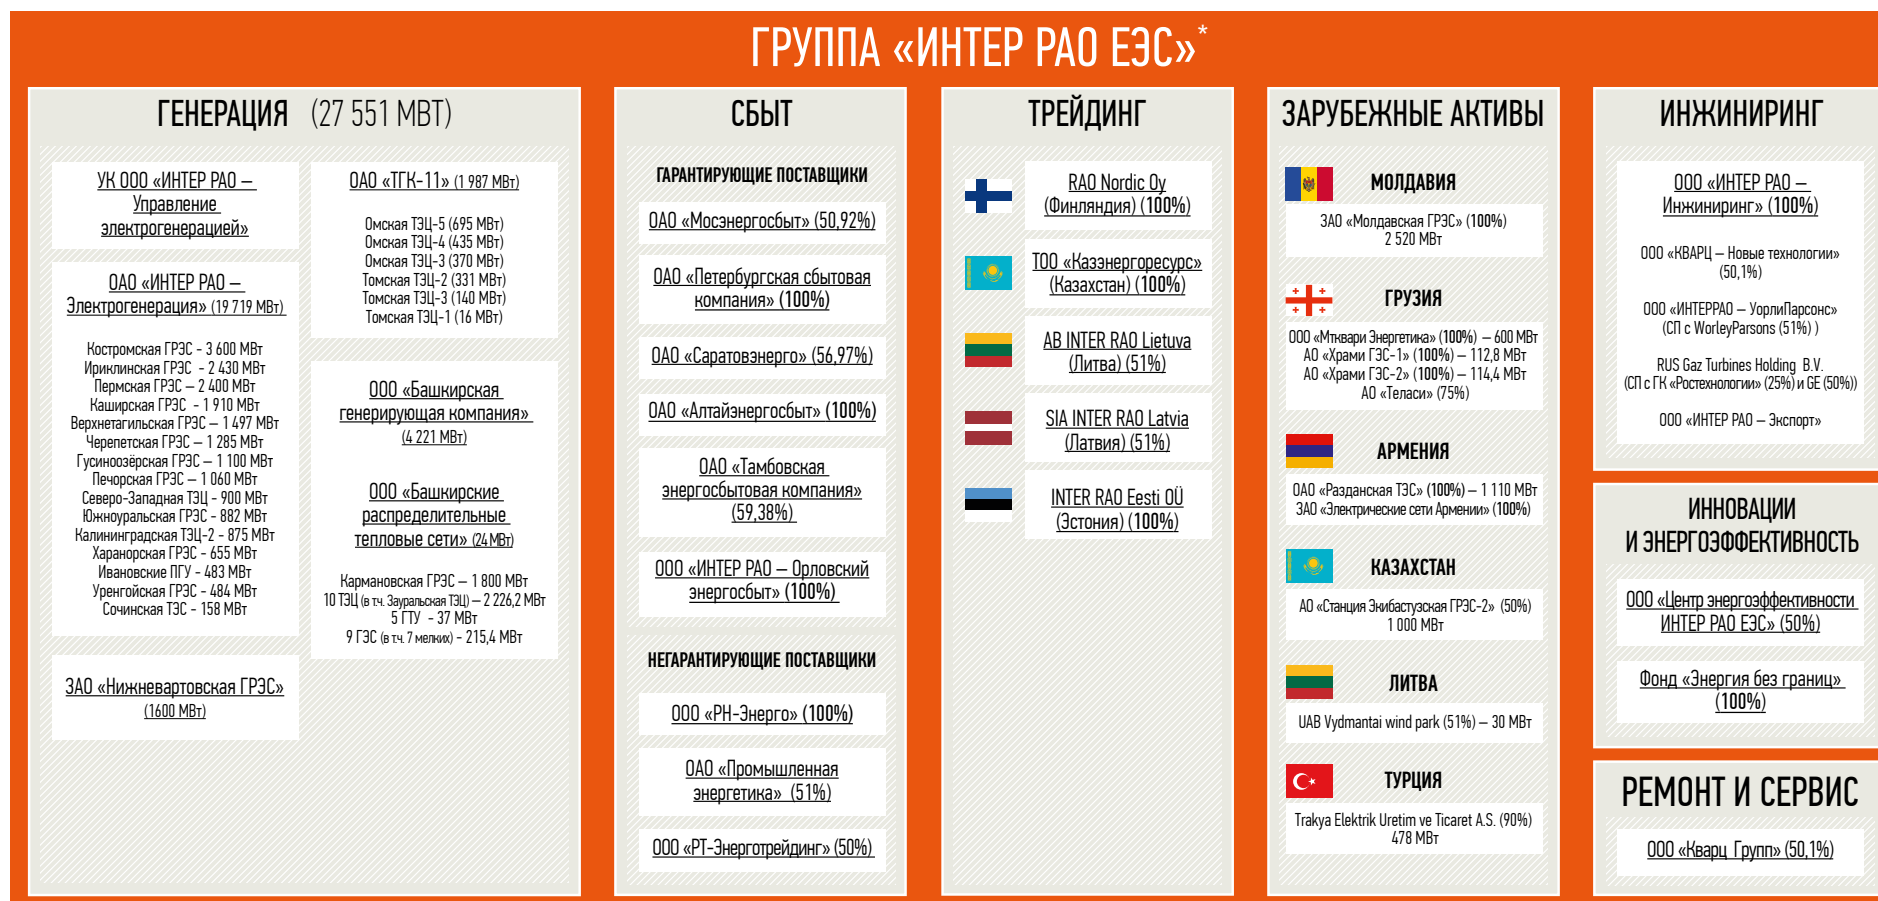 ГРУППА «ИНТЕР РАО ЕЭС»*
ГЕНЕРАЦИЯ (27 551 МВТ)
УК ООО «ИНТЕР РАО –
Управление
электрогенерацией»
ОАО «ИНТЕР РАО –
Электрогенерация» (19 719 МВт)
Костромская ГРЭС - 3 600 МВт
Ириклинская ГРЭС - 2 430 МВт
Пермская ГРЭС – 2 400 МВт
Каширская ГРЭС - 1 910 МВт
Верхнетагильская ГРЭС – 1 497 МВт
Черепетская ГРЭС – 1 285 МВт
Гусиноозёрская ГРЭС – 1 100 МВт
Печорская ГРЭС – 1 060 МВт
Северо-Западная ТЭЦ - 900 МВт
Южноуральская ГРЭС - 882 МВт
Калининградская ТЭЦ-2 - 875 МВт
Харанорская ГРЭС - 655 МВт
Ивановские ПГУ - 483 МВт
Уренгойская ГРЭС - 484 МВт
Сочинская ТЭС - 158 МВт
ЗАО «Нижневартовская ГРЭС»
(1600 МВт)
ОАО «ТГК-11» (1 987 МВт)
Омская ТЭЦ-5 (695 МВт)
Омская ТЭЦ-4 (435 МВт)
Омская ТЭЦ-3 (370 МВт)
Томская ТЭЦ-2 (331 МВт)
Томская ТЭЦ-3 (140 МВт)
Томская ТЭЦ-1 (16 МВт)
ООО «Башкирская
генерирующая компания»
(4 221 МВт)
ООО «Башкирские
распределительные
тепловые сети» (24 МВт)
Кармановская ГРЭС – 1 800 МВт
10 ТЭЦ (в т.ч. Зауральская ТЭЦ) – 2 226,2 МВт
5 ГТУ - 37 МВт
9 ГЭС (в т.ч. 7 мелких) - 215,4 МВт
СБЫТ
ГАРАНТИРУЮЩИЕ ПОСТАВЩИКИ
ОАО «Мосэнергосбыт» (50,92%)
ОАО «Петербургская сбытовая
компания» (100%)
ОАО «Саратовэнерго» (56,97%)
ОАО «Алтайэнергосбыт» (100%)
ОАО «Тамбовская
энергосбытовая компания»
(59,38%)
ООО «ИНТЕР РАО – Орловский
энергосбыт» (100%)
НЕГАРАНТИРУЮЩИЕ ПОСТАВЩИКИ
ООО «РН-Энерго» (100%)
ОАО «Промышленная
энергетика» (51%)
ООО «РТ-Энерготрейдинг» (50%)
ТРЕЙДИНГ
RAO Nordic Oy
(Финляндия) (100%)
ТОО «Казэнергоресурс»
(Казахстан) (100%)
AB INTER RAO Lietuva
(Литва) (51%)
SIA INTER RAO Latvia
(Латвия) (51%)
INTER RAO Eesti OÜ
(Эстония) (100%)
ЗАРУБЕЖНЫЕ АКТИВЫ
МОЛДАВИЯ
ЗАО «Молдавская ГРЭС» (100%)
2 520 МВт
ГРУЗИЯ
ООО «Мтквари Энергетика» (100%) – 600 МВт
АО «Храми ГЭС-1» (100%) – 112,8 МВт
АО «Храми ГЭС-2» (100%) – 114,4 МВт
АО «Теласи» (75%)
АРМЕНИЯ
ОАО «Разданская ТЭС» (100%) – 1 110 МВт
ЗАО «Электрические сети Армении» (100%)
КАЗАХСТАН
АО «Станция Экибастузская ГРЭС-2» (50%)
1 000 МВт
ЛИТВА
UAB Vydmantai wind park (51%) – 30 МВт
ТУРЦИЯ
Trakya Elektrik Uretim ve Ticaret A.S. (90%)
478 МВт
ИНЖИНИРИНГ
ООО «ИНТЕР РАО –
Инжиниринг» (100%)
ООО «КВАРЦ – Новые технологии»
(50,1%)
ООО «ИНТЕРРАО – УорлиПарсонс»
(СП с WorleyParsons (51%) )
RUS Gaz Turbines Holding B.V.
(СП с ГК «Ростехнологии» (25%) и GE (50%))
ООО «ИНТЕР РАО – Экспорт»
ИННОВАЦИИ
И ЭНЕРГОЭФФЕКТИВНОСТЬ
ООО «Центр энергоэффективности
ИНТЕР РАО ЕЭС» (50%)
Фонд «Энергия без границ»
(100%)
РЕМОНТ И СЕРВИС
ООО «Кварц Групп» (50,1%)